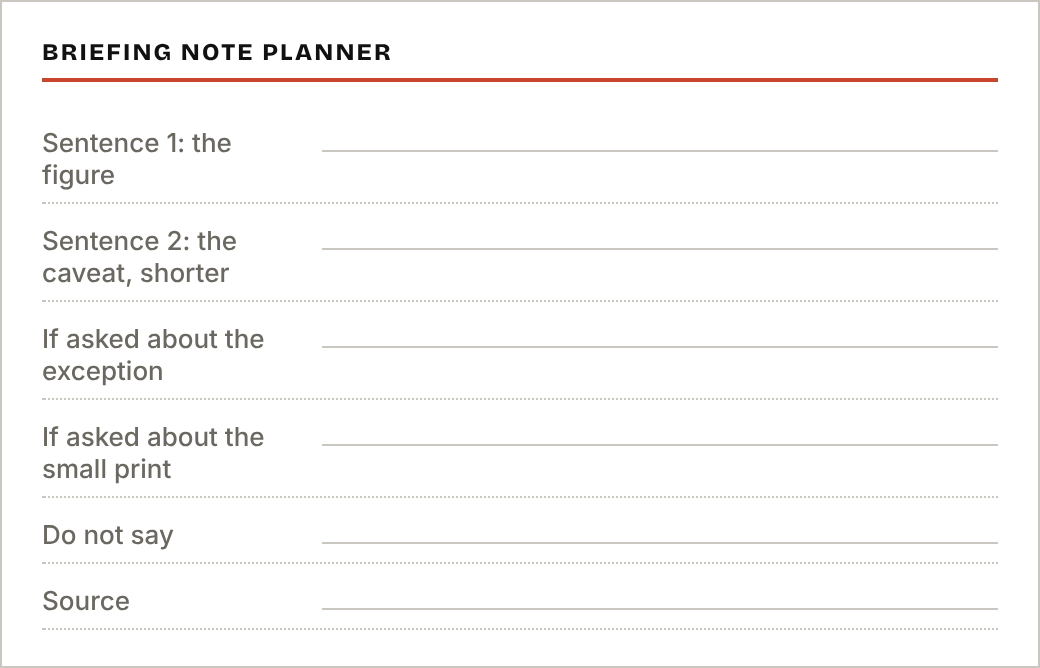 BRIEFING NOTE PLANNER
Sentence 1: the
figure
Sentence 2: the
caveat, shorter
If asked about the
exception
If asked about the
small print
Do not say
Source